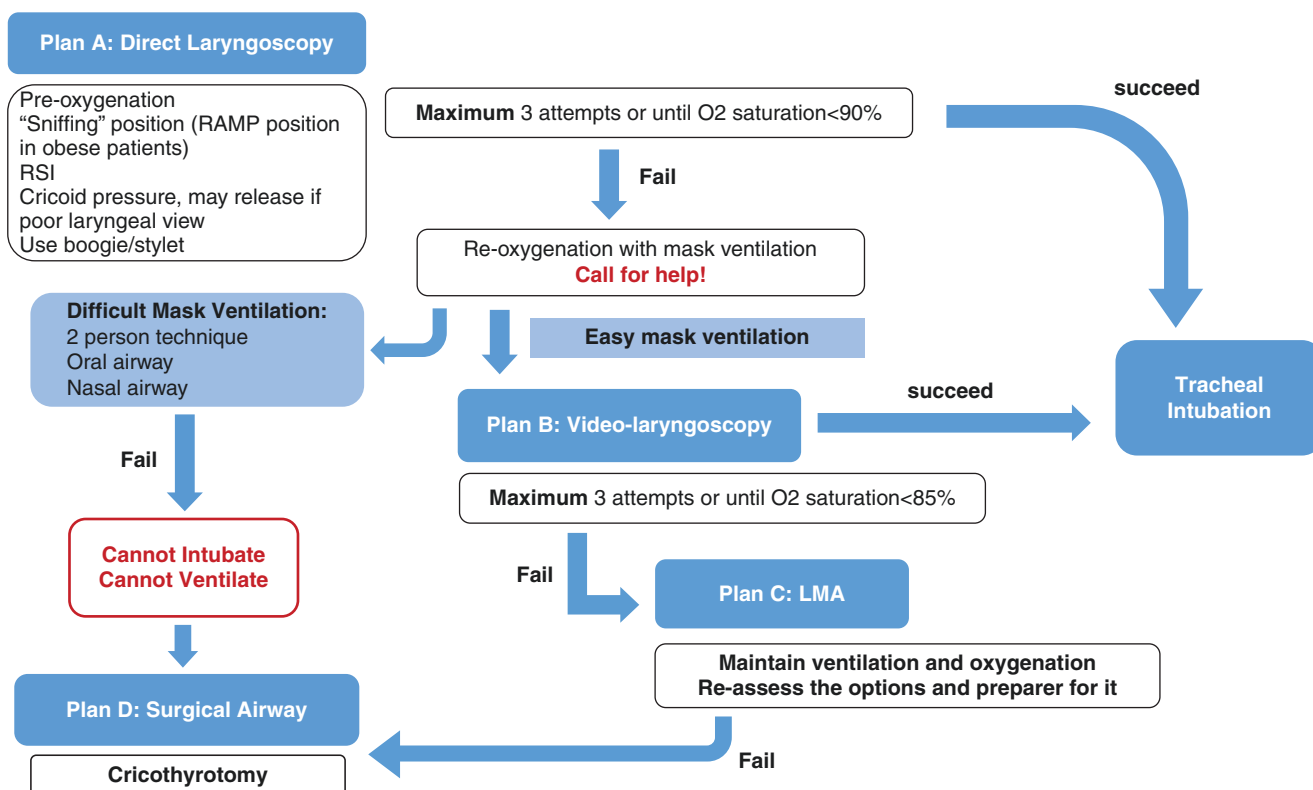 Plan A: Direct Laryngoscopy
Pre-oxygenation
“Sniffing” position (RAMP position
in obese patients)
RSI
Cricoid pressure, may release if
poor laryngeal view
Use boogie/stylet
Maximum 3 attempts or until O2 saturation<90%
succeed
Fail
Re-oxygenation with mask ventilation
Call for help!
Difficult Mask Ventilation:
2 person technique
Oral airway
Nasal airway
Easy mask ventilation
Tracheal
Intubation
Plan B: Video-laryngoscopy
succeed
Maximum 3 attempts or until O2 saturation<85%
Fail
Cannot Intubate
Cannot Ventilate
Fail
Plan C: LMA
Maintain ventilation and oxygenation
Re-assess the options and preparer for it
Fail
Plan D: Surgical Airway
Cricothyrotomy